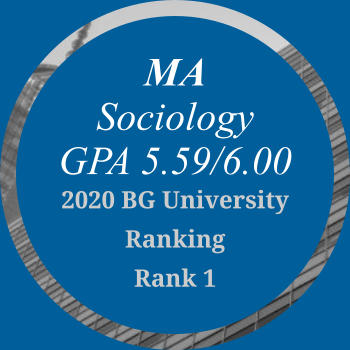 MA
Sociology
GPA 5.59/6.00
2020 BG University
Ranking
Rank 1